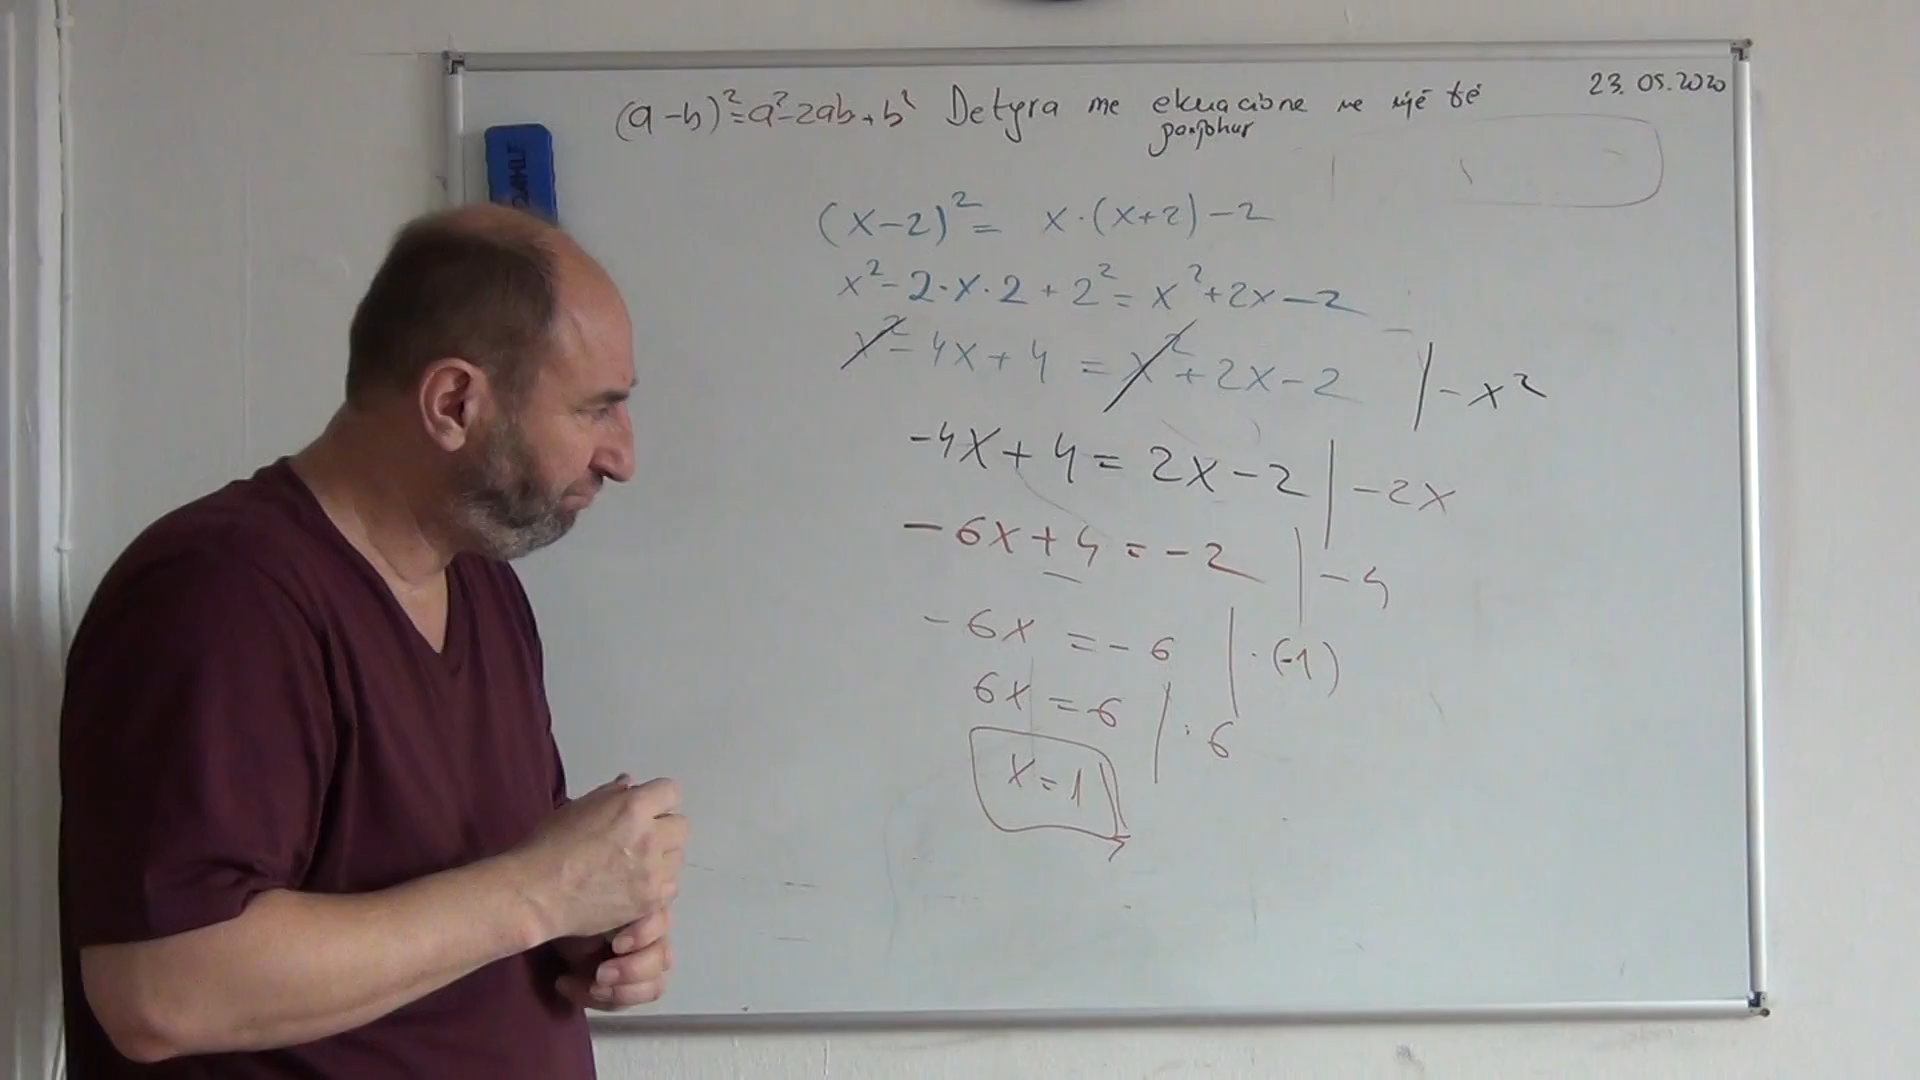 (a-b)²=a²-2ab+b² Detyra me ekuacione me një të
panjohur
23.05.2020
(x-2)² = x·(x+2)-2
x²-2·x·2+2²=x²+2x-2
x²-4x+4=x²+2x-2 |-x²
-4x+4=2x-2 |-2x
-6x+4=-2 |-4
-6x=-6 |·(-1)
6x=6 |:6
x=1